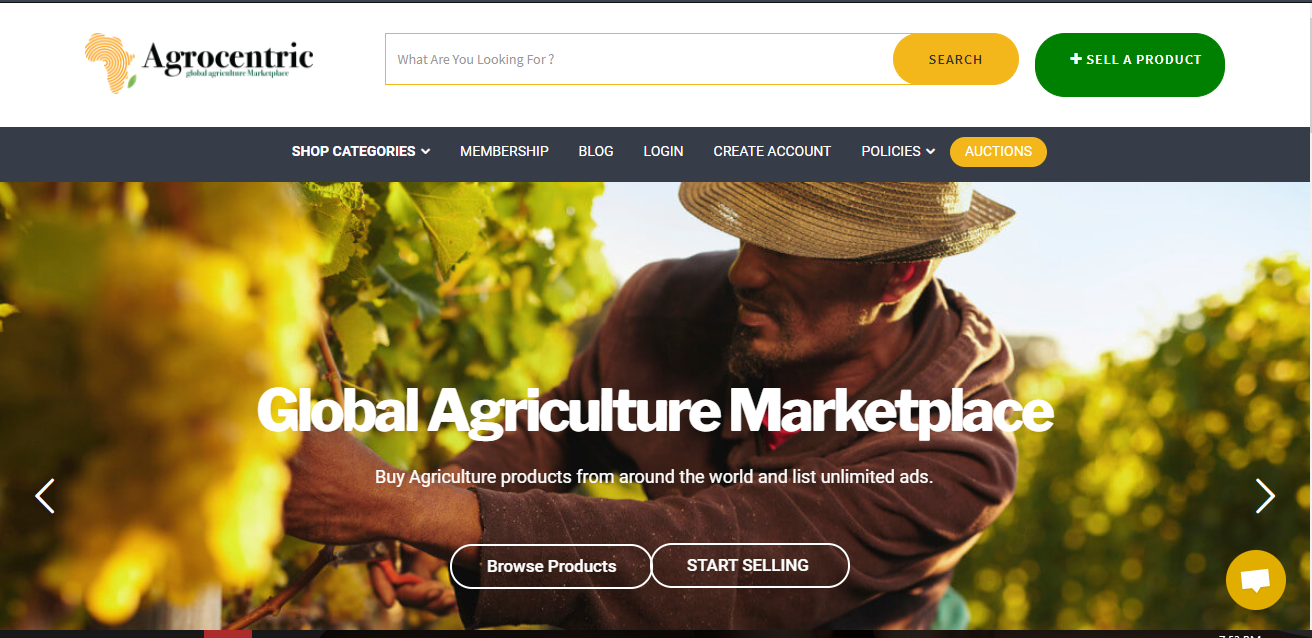 Agrocentric
global agriculture Marketplace
What Are You Looking For ?
SEARCH
+ SELL A PRODUCT
SHOP CATEGORIES
MEMBERSHIP
BLOG
LOGIN
CREATE ACCOUNT
POLICIES
AUCTIONS
Global Agriculture Marketplace
Buy Agriculture products from around the world and list unlimited ads.
Browse Products
START SELLING